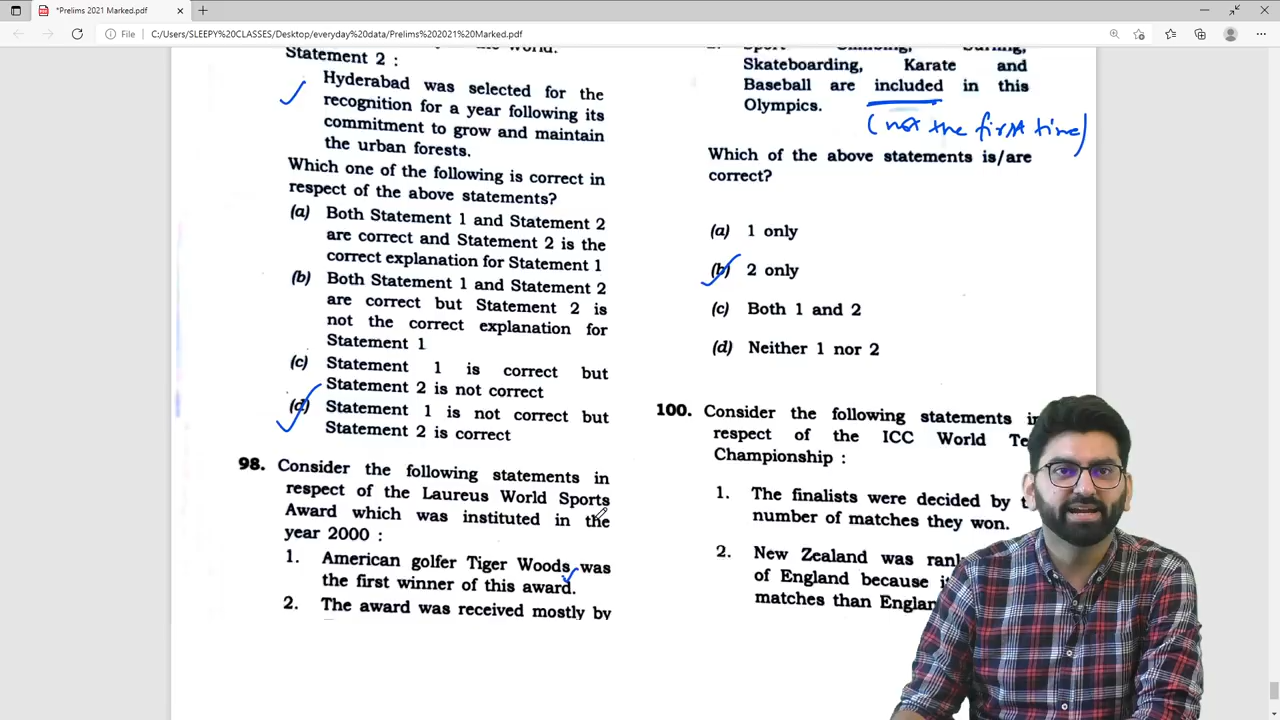 *Prelims 2021 Marked.pdf
File
C:/Users/SLEEPY%20CLASSES/Desktop/everyday%20data/Prelims%202021%20Marked.pdf
the world.
Statement 2 :
Hyderabad was selected for the
recognition for a year following its
commitment to grow and maintain
the urban forests.
Which one of the following is correct in
respect of the above statements?
(a) Both Statement 1 and Statement 2
are correct and Statement 2 is the
correct explanation for Statement 1
(b) Both Statement 1 and Statement 2
are correct but Statement 2 is
not the correct explanation for
Statement 1
(c) Statement 1 is correct but
Statement 2 is not correct
(d) Statement 1 is not correct but
Statement 2 is correct
98. Consider the following statements in
respect of the Laureus World Sports
Award which was instituted in the
year 2000 :
1. American golfer Tiger Woods was
the first winner of this award.
2. The award was received mostly by
Sport Climbing, Surfing,
Skateboarding, Karate and
Baseball are included in this
Olympics.
(not the first time)
Which of the above statements is/are
correct?
(a) 1 only
(b) 2 only
(c) Both 1 and 2
(d) Neither 1 nor 2
100. Consider the following statements in
respect of the ICC World Te
Championship :
1. The finalists were decided by t
number of matches they won.
2. New Zealand was ran
of England because i
matches than Englan